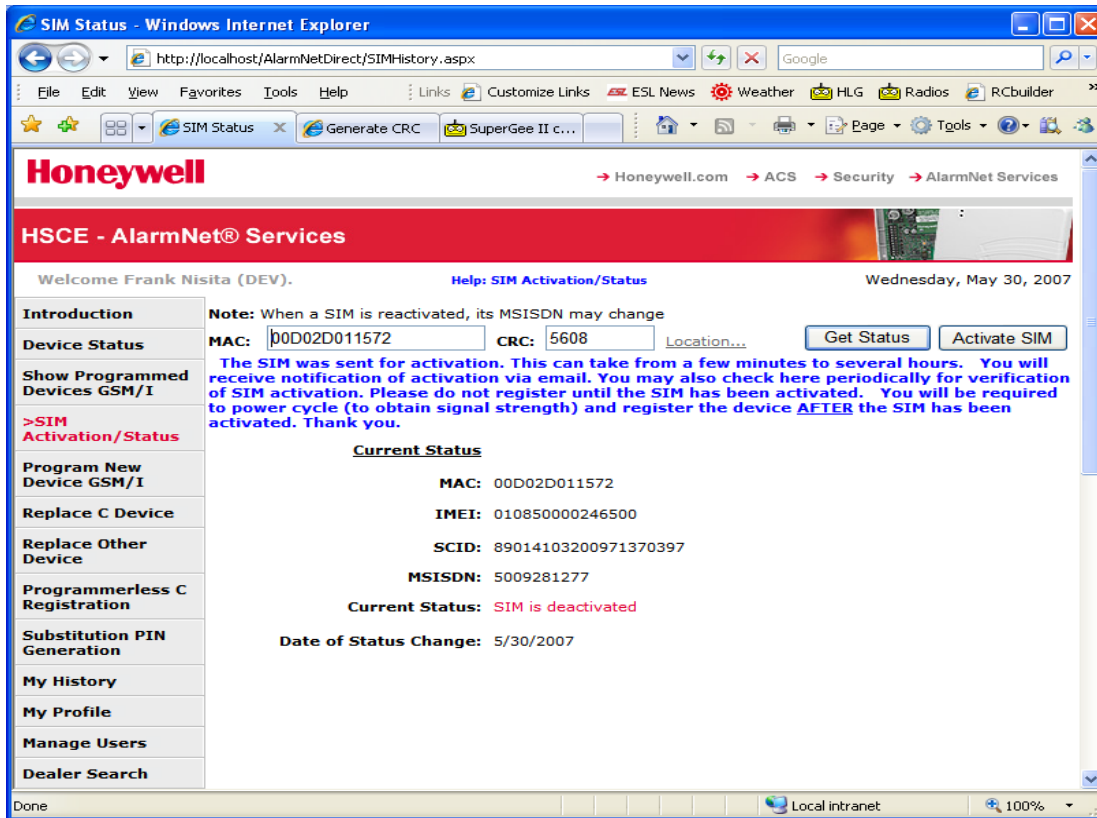 SIM Status - Windows Internet Explorer
http://localhost/AlarmNetDirect/SIMHistory.aspx
Google
File Edit View Favorites Tools Help Links Customize Links ESL News Weather HLG Radios RCbuilder »
SIM Status x Generate CRC SuperGee II c... Page Tools
Honeywell
→ Honeywell.com → ACS → Security → AlarmNet Services
HSCE - AlarmNet® Services
Welcome Frank Nisita (DEV). Help: SIM Activation/Status Wednesday, May 30, 2007
Introduction
Device Status
Show Programmed
Devices GSM/I
>SIM
Activation/Status
Program New
Device GSM/I
Replace C Device
Replace Other
Device
Programmerless C
Registration
Substitution PIN
Generation
My History
My Profile
Manage Users
Dealer Search
Note: When a SIM is reactivated, its MSISDN may change
MAC: 00D02D011572 CRC: 5608 Location... Get Status Activate SIM
The SIM was sent for activation. This can take from a few minutes to several hours. You will
receive notification of activation via email. You may also check here periodically for verification
of SIM activation. Please do not register until the SIM has been activated. You will be required
to power cycle (to obtain signal strength) and register the device AFTER the SIM has been
activated. Thank you.
Current Status
MAC: 00D02D011572
IMEI: 010850000246500
SCID: 89014103200971370397
MSISDN: 5009281277
Current Status: SIM is deactivated
Date of Status Change: 5/30/2007
Done Local intranet 100%